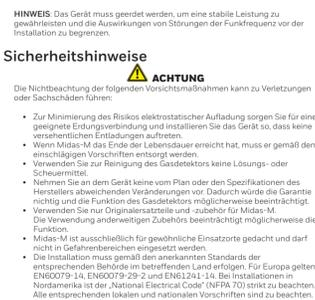 HINWEIS: Das Gerät muss geerdet werden, um eine stabile Leistung zu
gewährleisten und die Auswirkungen von Störungen der Funkfrequenz vor der
Installation zu begrenzen.
Sicherheitshinweise
ACHTUNG
Die Nichtbeachtung der folgenden Vorsichtsmaßnahmen kann zu Verletzungen
oder Sachschäden führen:
• Zur Minimierung des Risikos elektrostatischer Aufladung sorgen Sie für eine
geeignete Erdungsverbindung und installieren Sie das Gerät so, dass keine
versehentlichen Entladungen auftreten.
• Wenn Midas-M das Ende der Lebensdauer erreicht hat, muss er gemäß den
einschlägigen Vorschriften entsorgt werden.
• Verwenden Sie zur Reinigung des Gasdetektors keine Lösungs- oder
Scheuermittel.
• Nehmen Sie an dem Gerät keine vom Plan oder den Spezifikationen des
Herstellers abweichenden Veränderungen vor. Dadurch würde die Garantie
nichtig und die Funktion des Gasdetektors möglicherweise beeinträchtigt.
• Verwenden Sie nur Originalersatzteile und -zubehör für Midas-M.
Die Verwendung anderweitigen Zubehörs beeinträchtigt möglicherweise die
Funktion.
• Midas-M ist ausschließlich für gewöhnliche Einsatzorte gedacht und darf
nicht in Gefahrenbereichen eingesetzt werden.
• Die Installation muss gemäß den anerkannten Standards der
entsprechenden Behörde im betreffenden Land erfolgen. Für Europa gelten
EN60079-14, EN60079-29-2 and EN61241-14. Bei Installationen in
Nordamerika ist der „National Electrical Code" (NFPA 70) strikt zu beachten.
Alle entsprechenden lokalen und nationalen Vorschriften sind zu beachten.